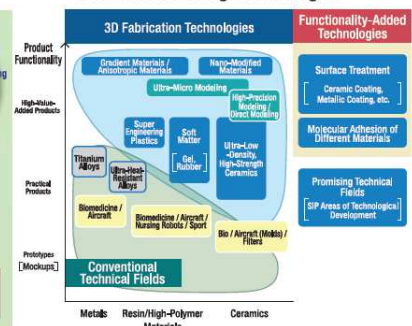 3D Fabrication Technologies
Functionality-Added
Technologies
Product
Functionality
High-Value-
Added Products
Practical
Products
Prototypes
[Mockups]
Gradient Materials /
Anisotropic Materials
Nano-Modified
Materials
Ultra-Micro Modeling
High-Precision
Modeling /
Direct Modeling
Super
Engineering
Plastics
Soft
Matter
[Gel,
Rubber]
Ultra-Low
-Density,
High-Strength
Ceramics
Titanium
Alloys
Ultra-Heat-
Resistant
Alloys
Biomedicine /
Aircraft
Biomedicine / Aircraft /
Nursing Robots / Sport
Bio / Aircraft (Molds) /
Filters
Conventional
Technical Fields
Metals
Resin/High-Polymer
Materials
Ceramics
Surface Treatment
[Ceramic Coating,
Metallic Coating, etc.]
Molecular Adhesion of
Different Materials
Promising Technical
Fields
[SIP Areas of Technological
Development]